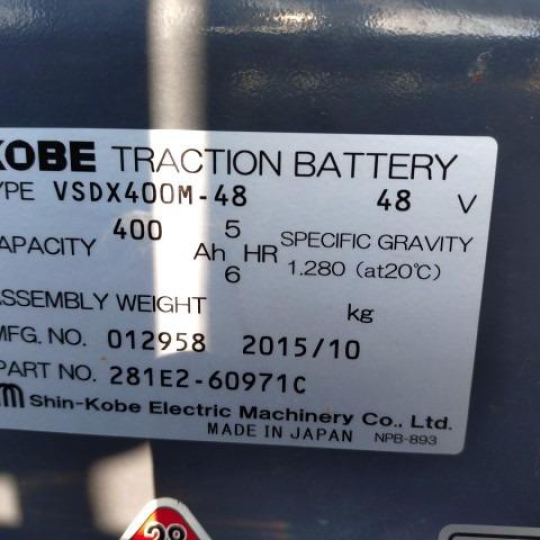 KOBE TRACTION BATTERY
YPE VSDX400M-48 48 V
APACITY 400 Ah 5 HR SPECIFIC GRAVITY
6 1.280 (at20℃)
ASSEMBLY WEIGHT kg
MFG. NO. 012958 2015/10
PART NO. 281E2-60971C
Shin-Kobe Electric Machinery Co., Ltd.
MADE IN JAPAN NPB-893
28